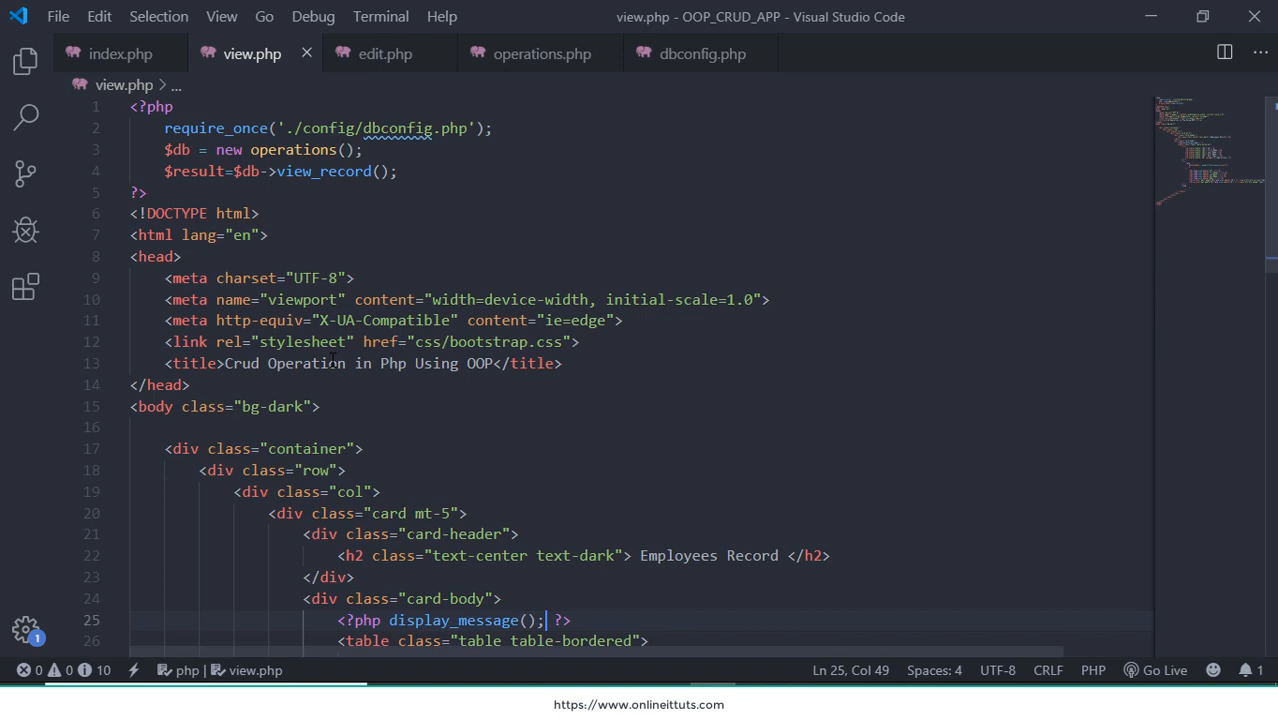 File Edit Selection View Go Debug Terminal Help view.php - OOP_CRUD_APP - Visual Studio Code
index.php view.php edit.php operations.php dbconfig.php
view.php > ...
1 <?php
2 require_once('./config/dbconfig.php');
3 $db = new operations();
4 $result=$db->view_record();
5 ?>
6 <!DOCTYPE html>
7 <html lang="en">
8 <head>
9 <meta charset="UTF-8">
10 <meta name="viewport" content="width=device-width, initial-scale=1.0">
11 <meta http-equiv="X-UA-Compatible" content="ie=edge">
12 <link rel="stylesheet" href="css/bootstrap.css">
13 <title>Crud Operation in Php Using OOP</title>
14 </head>
15 <body class="bg-dark">
16
17 <div class="container">
18 <div class="row">
19 <div class="col">
20 <div class="card mt-5">
21 <div class="card-header">
22 <h2 class="text-center text-dark"> Employees Record </h2>
23 </div>
24 <div class="card-body">
25 <?php display_message(); ?>
26 <table class="table table-bordered">
0 0 10 php | view.php Ln 25, Col 49 Spaces: 4 UTF-8 CRLF PHP Go Live 1
1
https://www.onlineittuts.com